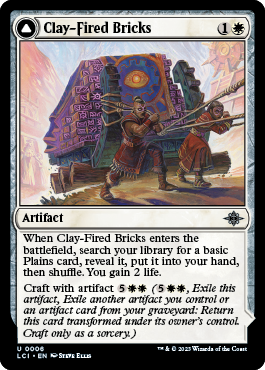 Clay-Fired Bricks 1
Artifact
When Clay-Fired Bricks enters the
battlefield, search your library for a basic
Plains card, reveal it, put it into your hand,
then shuffle. You gain 2 life.
Craft with artifact 5 (5, Exile this
artifact, Exile another artifact you control or
an artifact card from your graveyard: Return
this card transformed under its owner's control.
Craft only as a sorcery.)
U 0006
LCI • EN Steve Ellis
™ & © 2023 Wizards of the Coast